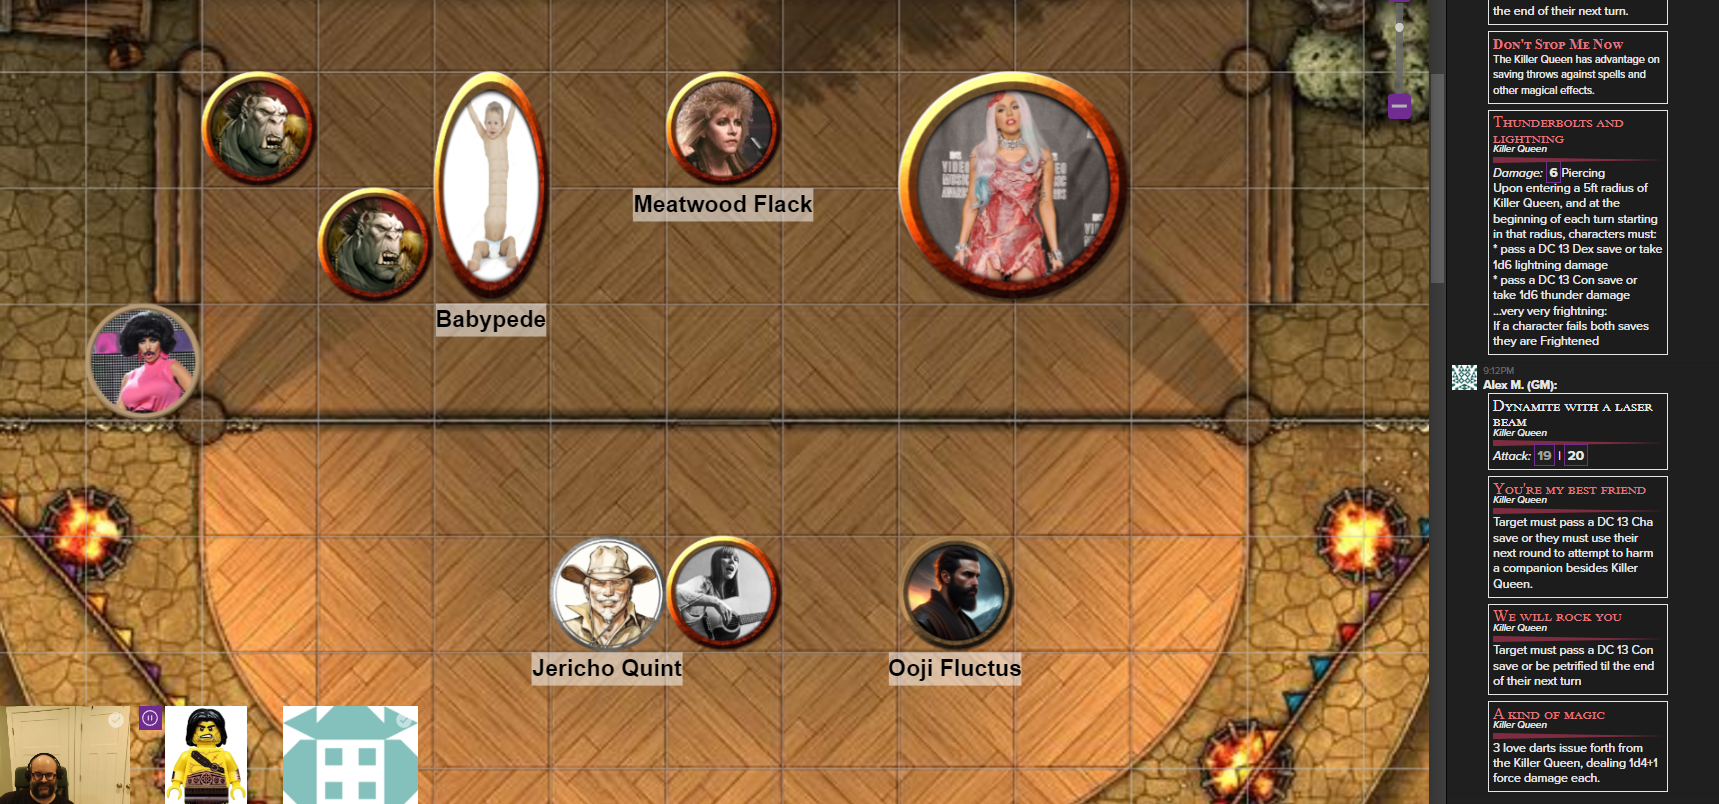 Meatwood Flack
Babypede
Jericho Quint
Ooji Fluctus
the end of their next turn.
Don't Stop Me Now
The Killer Queen has advantage on
saving throws against spells and
other magical effects.
Thunderbolts and
lightning
Killer Queen
Damage: 6 Piercing
Upon entering a 5ft radius of
Killer Queen, and at the
beginning of each turn starting
in that radius, characters must:
* pass a DC 13 Dex save or take
1d6 lightning damage
* pass a DC 13 Con save or
take 1d6 thunder damage
...very very frightning:
If a character fails both saves
they are Frightened
9:12PM
Alex M. (GM):
Dynamite with a laser
beam
Killer Queen
Attack: 19 | 20
You're my best friend
Killer Queen
Target must pass a DC 13 Cha
save or they must use their
next round to attempt to harm
a companion besides Killer
Queen.
We will rock you
Killer Queen
Target must pass a DC 13 Con
save or be petrified til the end
of their next turn
A kind of magic
Killer Queen
3 love darts issue forth from
the Killer Queen, dealing 1d4+1
force damage each.